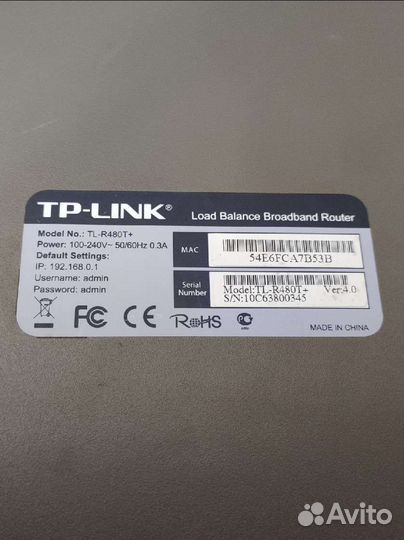 TP-LINK® Load Balance Broadband Router
Model No.: TL-R480T+
Power: 100-240V~ 50/60Hz 0.3A
Default Settings:
IP: 192.168.0.1
Username: admin
Password: admin
MAC
54E6FCA7B53B
Serial
Number
Model:TL-R480T+ Ver:4.0
S/N:10C63800345
FC CE RoHS
MADE IN CHINA
Avito